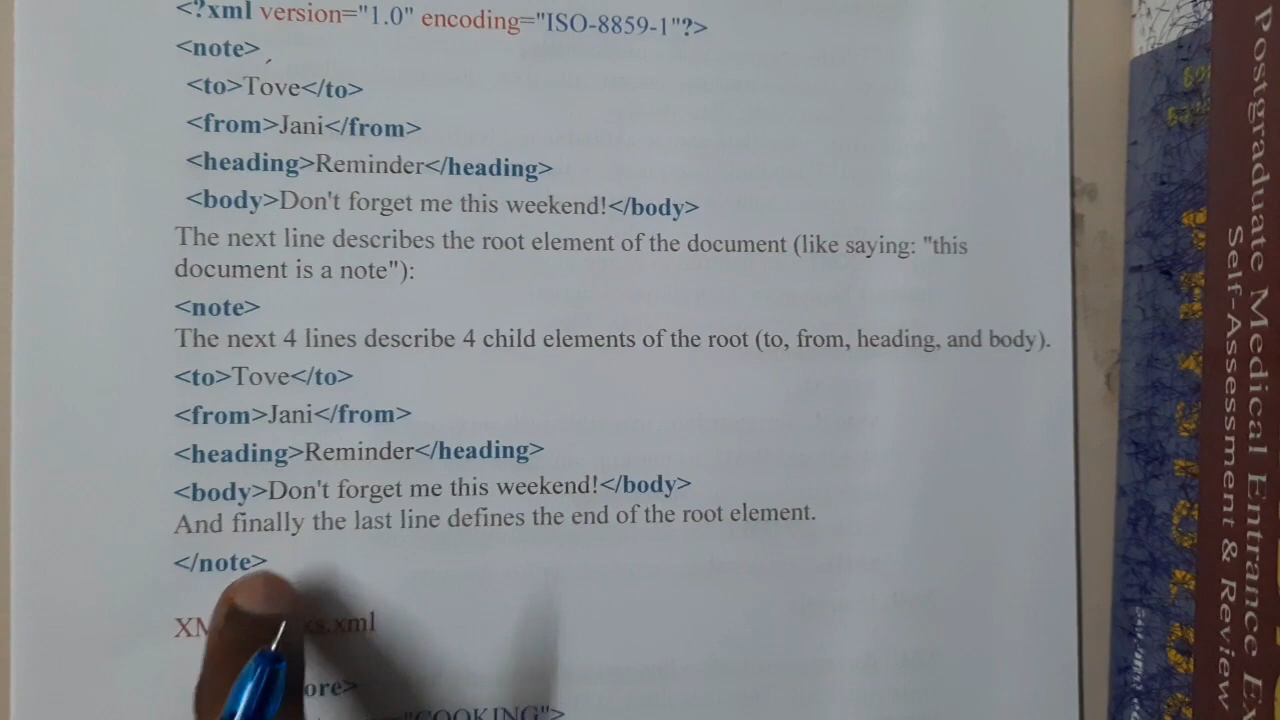 <?xml version="1.0" encoding="ISO-8859-1"?>
<note>
<to>Tove</to>
<from>Jani</from>
<heading>Reminder</heading>
<body>Don't forget me this weekend!</body>
The next line describes the root element of the document (like saying: "this
document is a note"):
<note>
The next 4 lines describe 4 child elements of the root (to, from, heading, and body).
<to>Tove</to>
<from>Jani</from>
<heading>Reminder</heading>
<body>Don't forget me this weekend!</body>
And finally the last line defines the end of the root element.
</note>
"COOKING">
Postgraduate Medical Entrance
Self-Assessment & Review